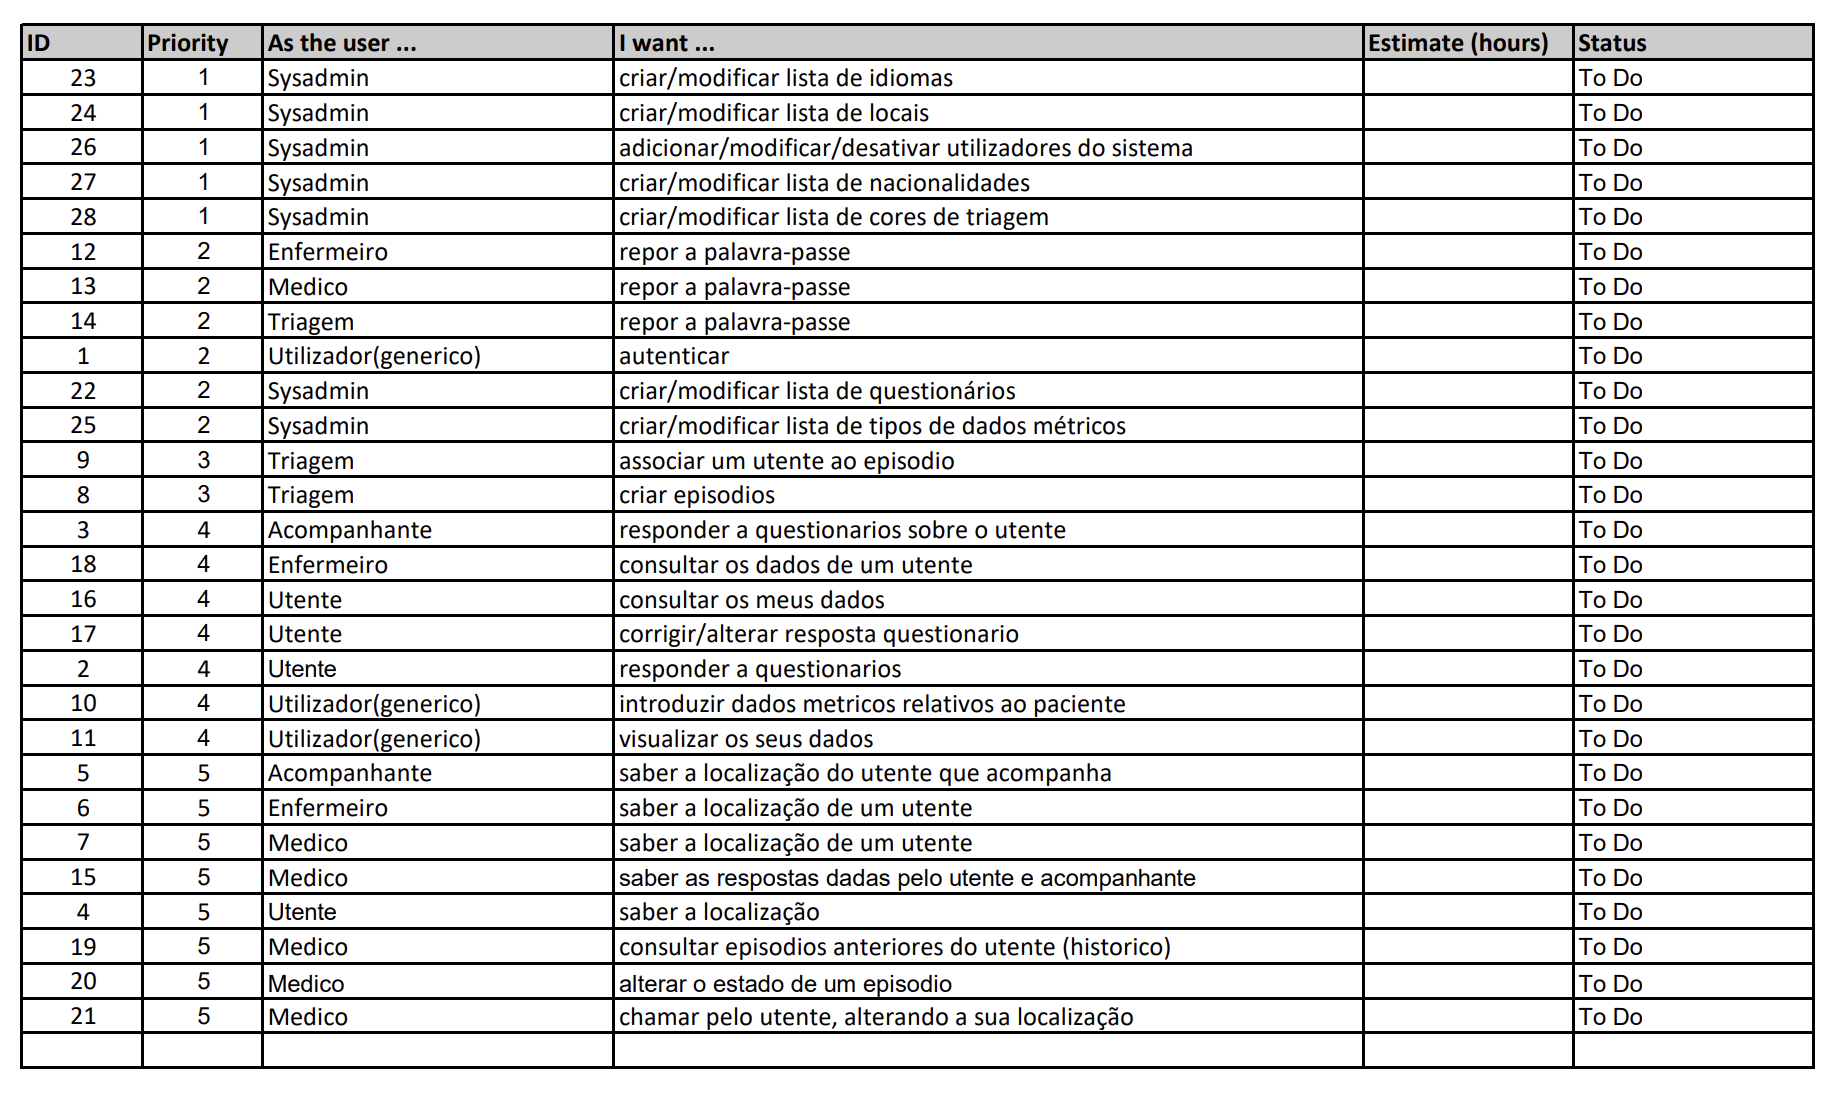 ID Priority As the user ... I want ... Estimate (hours) Status
23 1 Sysadmin criar/modificar lista de idiomas To Do
24 1 Sysadmin criar/modificar lista de locais To Do
26 1 Sysadmin adicionar/modificar/desativar utilizadores do sistema To Do
27 1 Sysadmin criar/modificar lista de nacionalidades To Do
28 1 Sysadmin criar/modificar lista de cores de triagem To Do
12 2 Enfermeiro repor a palavra-passe To Do
13 2 Medico repor a palavra-passe To Do
14 2 Triagem repor a palavra-passe To Do
1 2 Utilizador(generico) autenticar To Do
22 2 Sysadmin criar/modificar lista de questionários To Do
25 2 Sysadmin criar/modificar lista de tipos de dados métricos To Do
9 3 Triagem associar um utente ao episodio To Do
8 3 Triagem criar episodios To Do
3 4 Acompanhante responder a questionarios sobre o utente To Do
18 4 Enfermeiro consultar os dados de um utente To Do
16 4 Utente consultar os meus dados To Do
17 4 Utente corrigir/alterar resposta questionario To Do
2 4 Utente responder a questionarios To Do
10 4 Utilizador(generico) introduzir dados metricos relativos ao paciente To Do
11 4 Utilizador(generico) visualizar os seus dados To Do
5 5 Acompanhante saber a localização do utente que acompanha To Do
6 5 Enfermeiro saber a localização de um utente To Do
7 5 Medico saber a localização de um utente To Do
15 5 Medico saber as respostas dadas pelo utente e acompanhante To Do
4 5 Utente saber a localização To Do
19 5 Medico consultar episodios anteriores do utente (historico) To Do
20 5 Medico alterar o estado de um episodio To Do
21 5 Medico chamar pelo utente, alterando a sua localização To Do